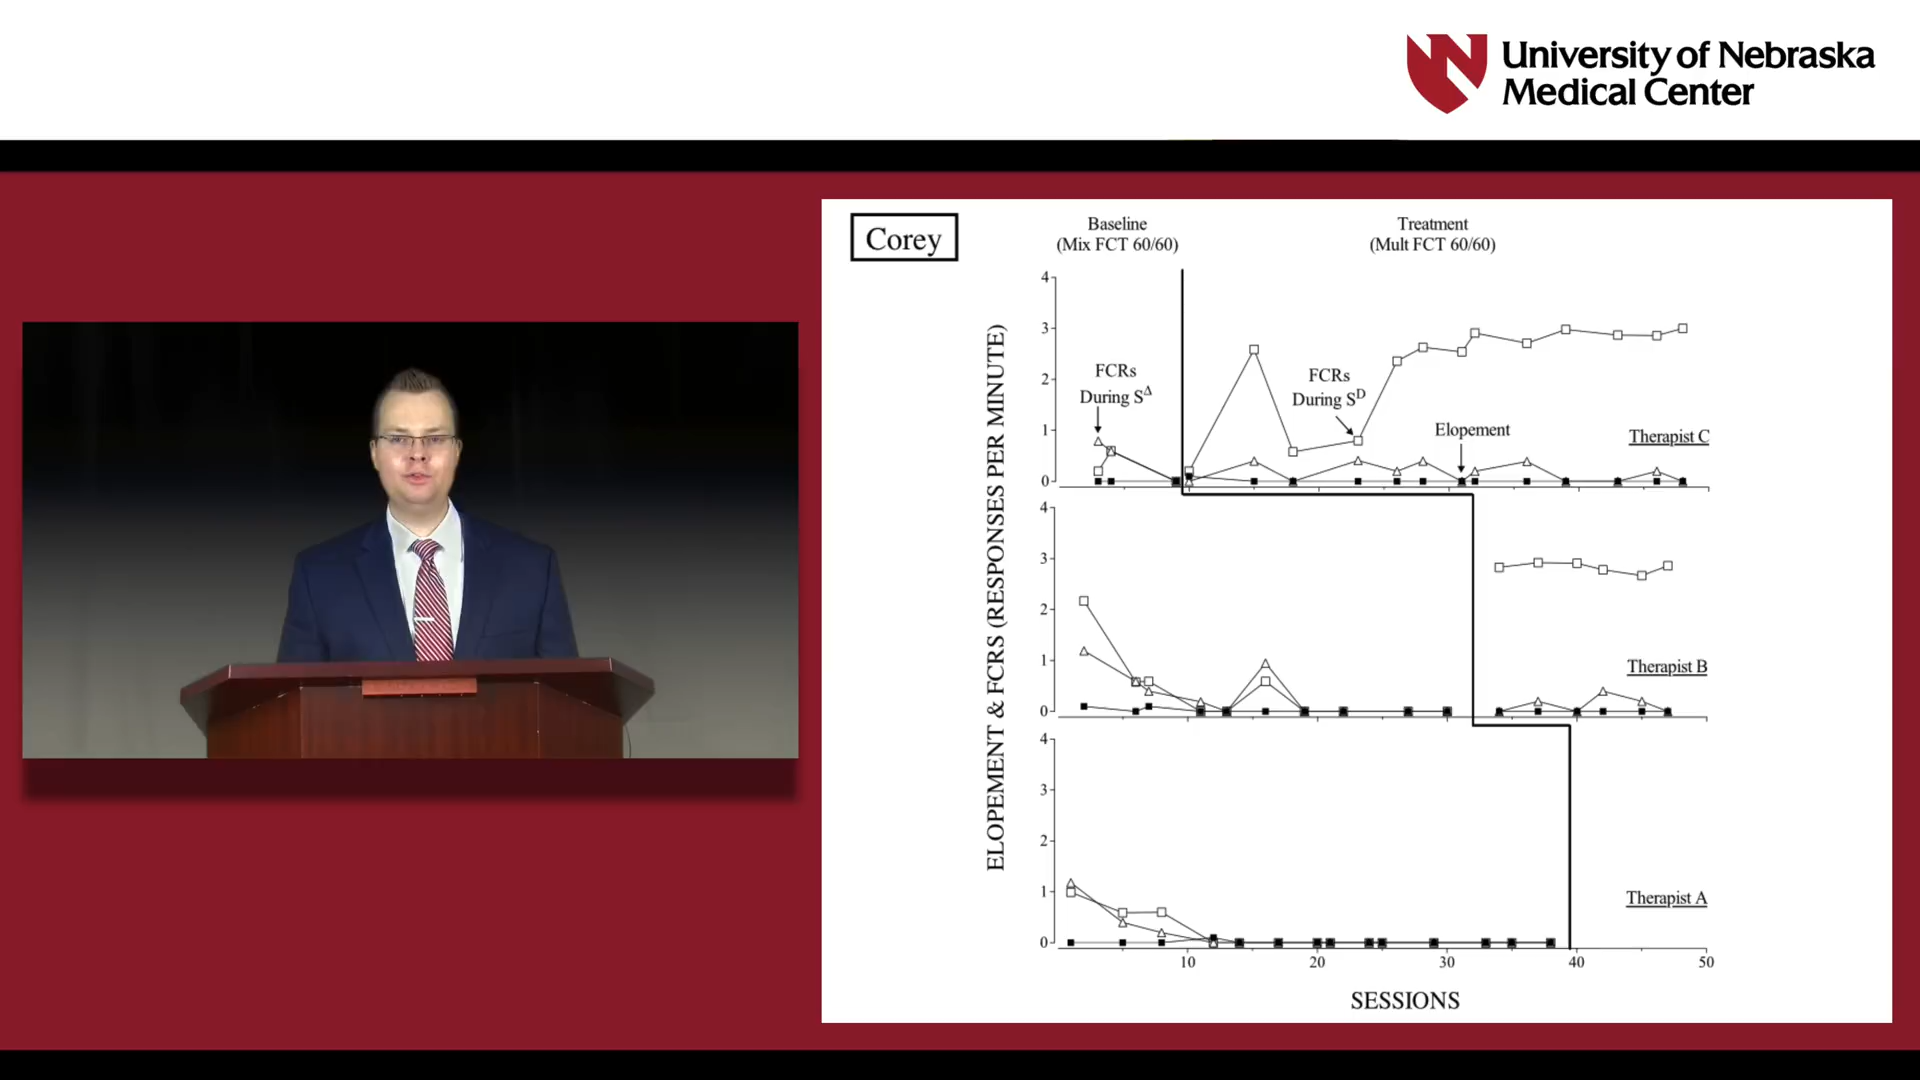 University of Nebraska
Medical Center
Corey
Baseline
(Mix FCT 60/60)
Treatment
(Mult FCT 60/60)
ELOPEMENT & FCRS (RESPONSES PER MINUTE)
4
3
2
1
0
FCRs
During S^Δ
FCRs
During S^D
Elopement
Therapist C
4
3
2
1
0
Therapist B
4
3
2
1
0
Therapist A
10 20 30 40 50
SESSIONS